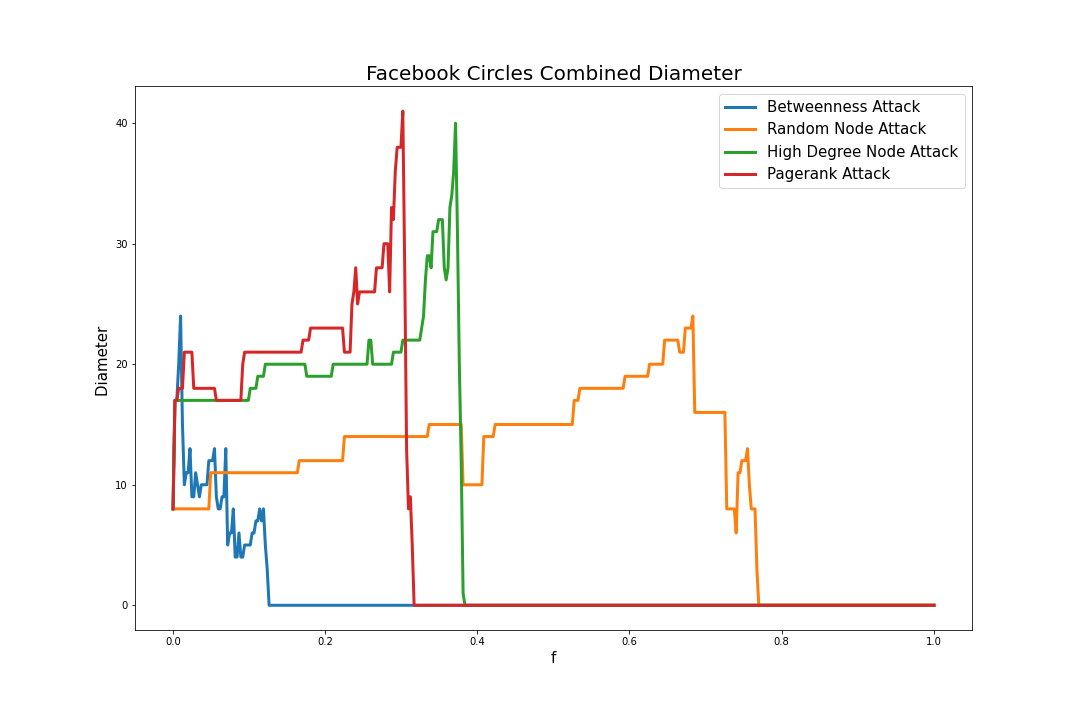 Facebook Circles Combined Diameter
Betweenness Attack
Random Node Attack
High Degree Node Attack
Pagerank Attack
Diameter
40
30
20
10
0
0.0 0.2 0.4 0.6 0.8 1.0
f